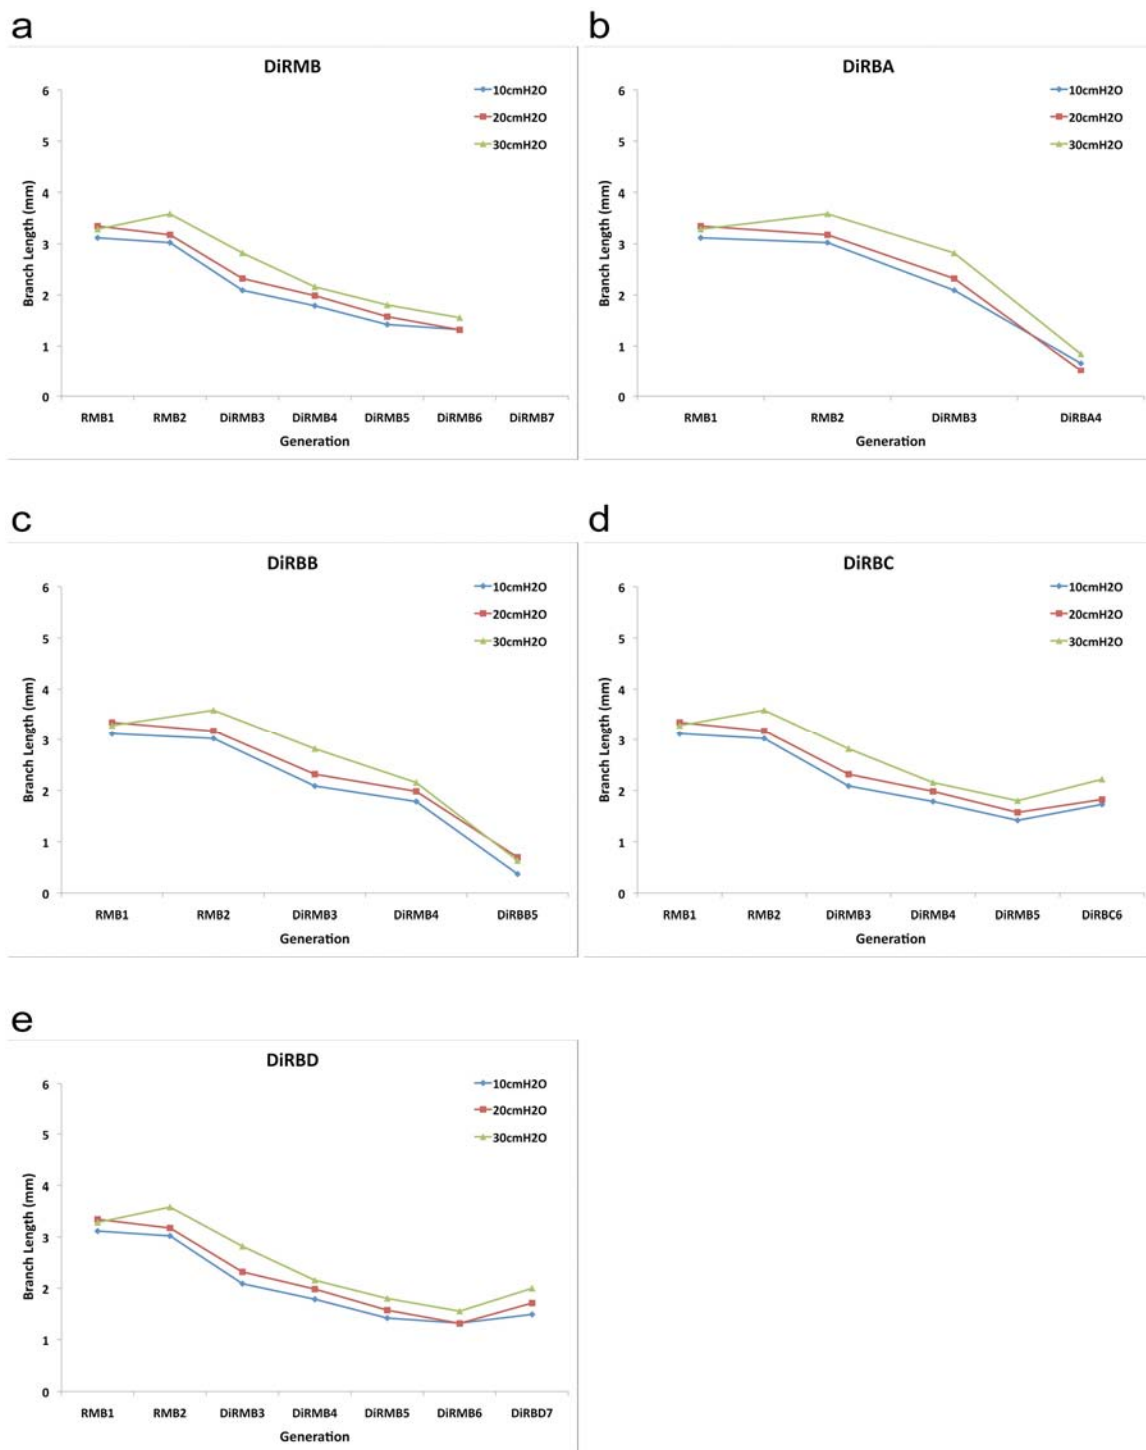 a
DiRMB
10cmH2O
20cmH2O
30cmH2O
Branch Length (mm)
6
5
4
3
2
1
0
RMB1 RMB2 DiRMB3 DiRMB4 DiRMB5 DiRMB6 DiRMB7
Generation
b
DiRBA
10cmH2O
20cmH2O
30cmH2O
Branch Length (mm)
6
5
4
3
2
1
0
RMB1 RMB2 DiRMB3 DiRBA4
Generation
c
DiRBB
10cmH2O
20cmH2O
30cmH2O
Branch Length (mm)
6
5
4
3
2
1
0
RMB1 RMB2 DiRMB3 DiRMB4 DiRBB5
Generation
d
DiRBC
10cmH2O
20cmH2O
30cmH2O
Branch Length (mm)
6
5
4
3
2
1
0
RMB1 RMB2 DiRMB3 DiRMB4 DiRMB5 DiRBC6
Generation
e
DiRBD
10cmH2O
20cmH2O
30cmH2O
Branch Length (mm)
6
5
4
3
2
1
0
RMB1 RMB2 DiRMB3 DiRMB4 DiRMB5 DiRMB6 DiRBD7
Generation